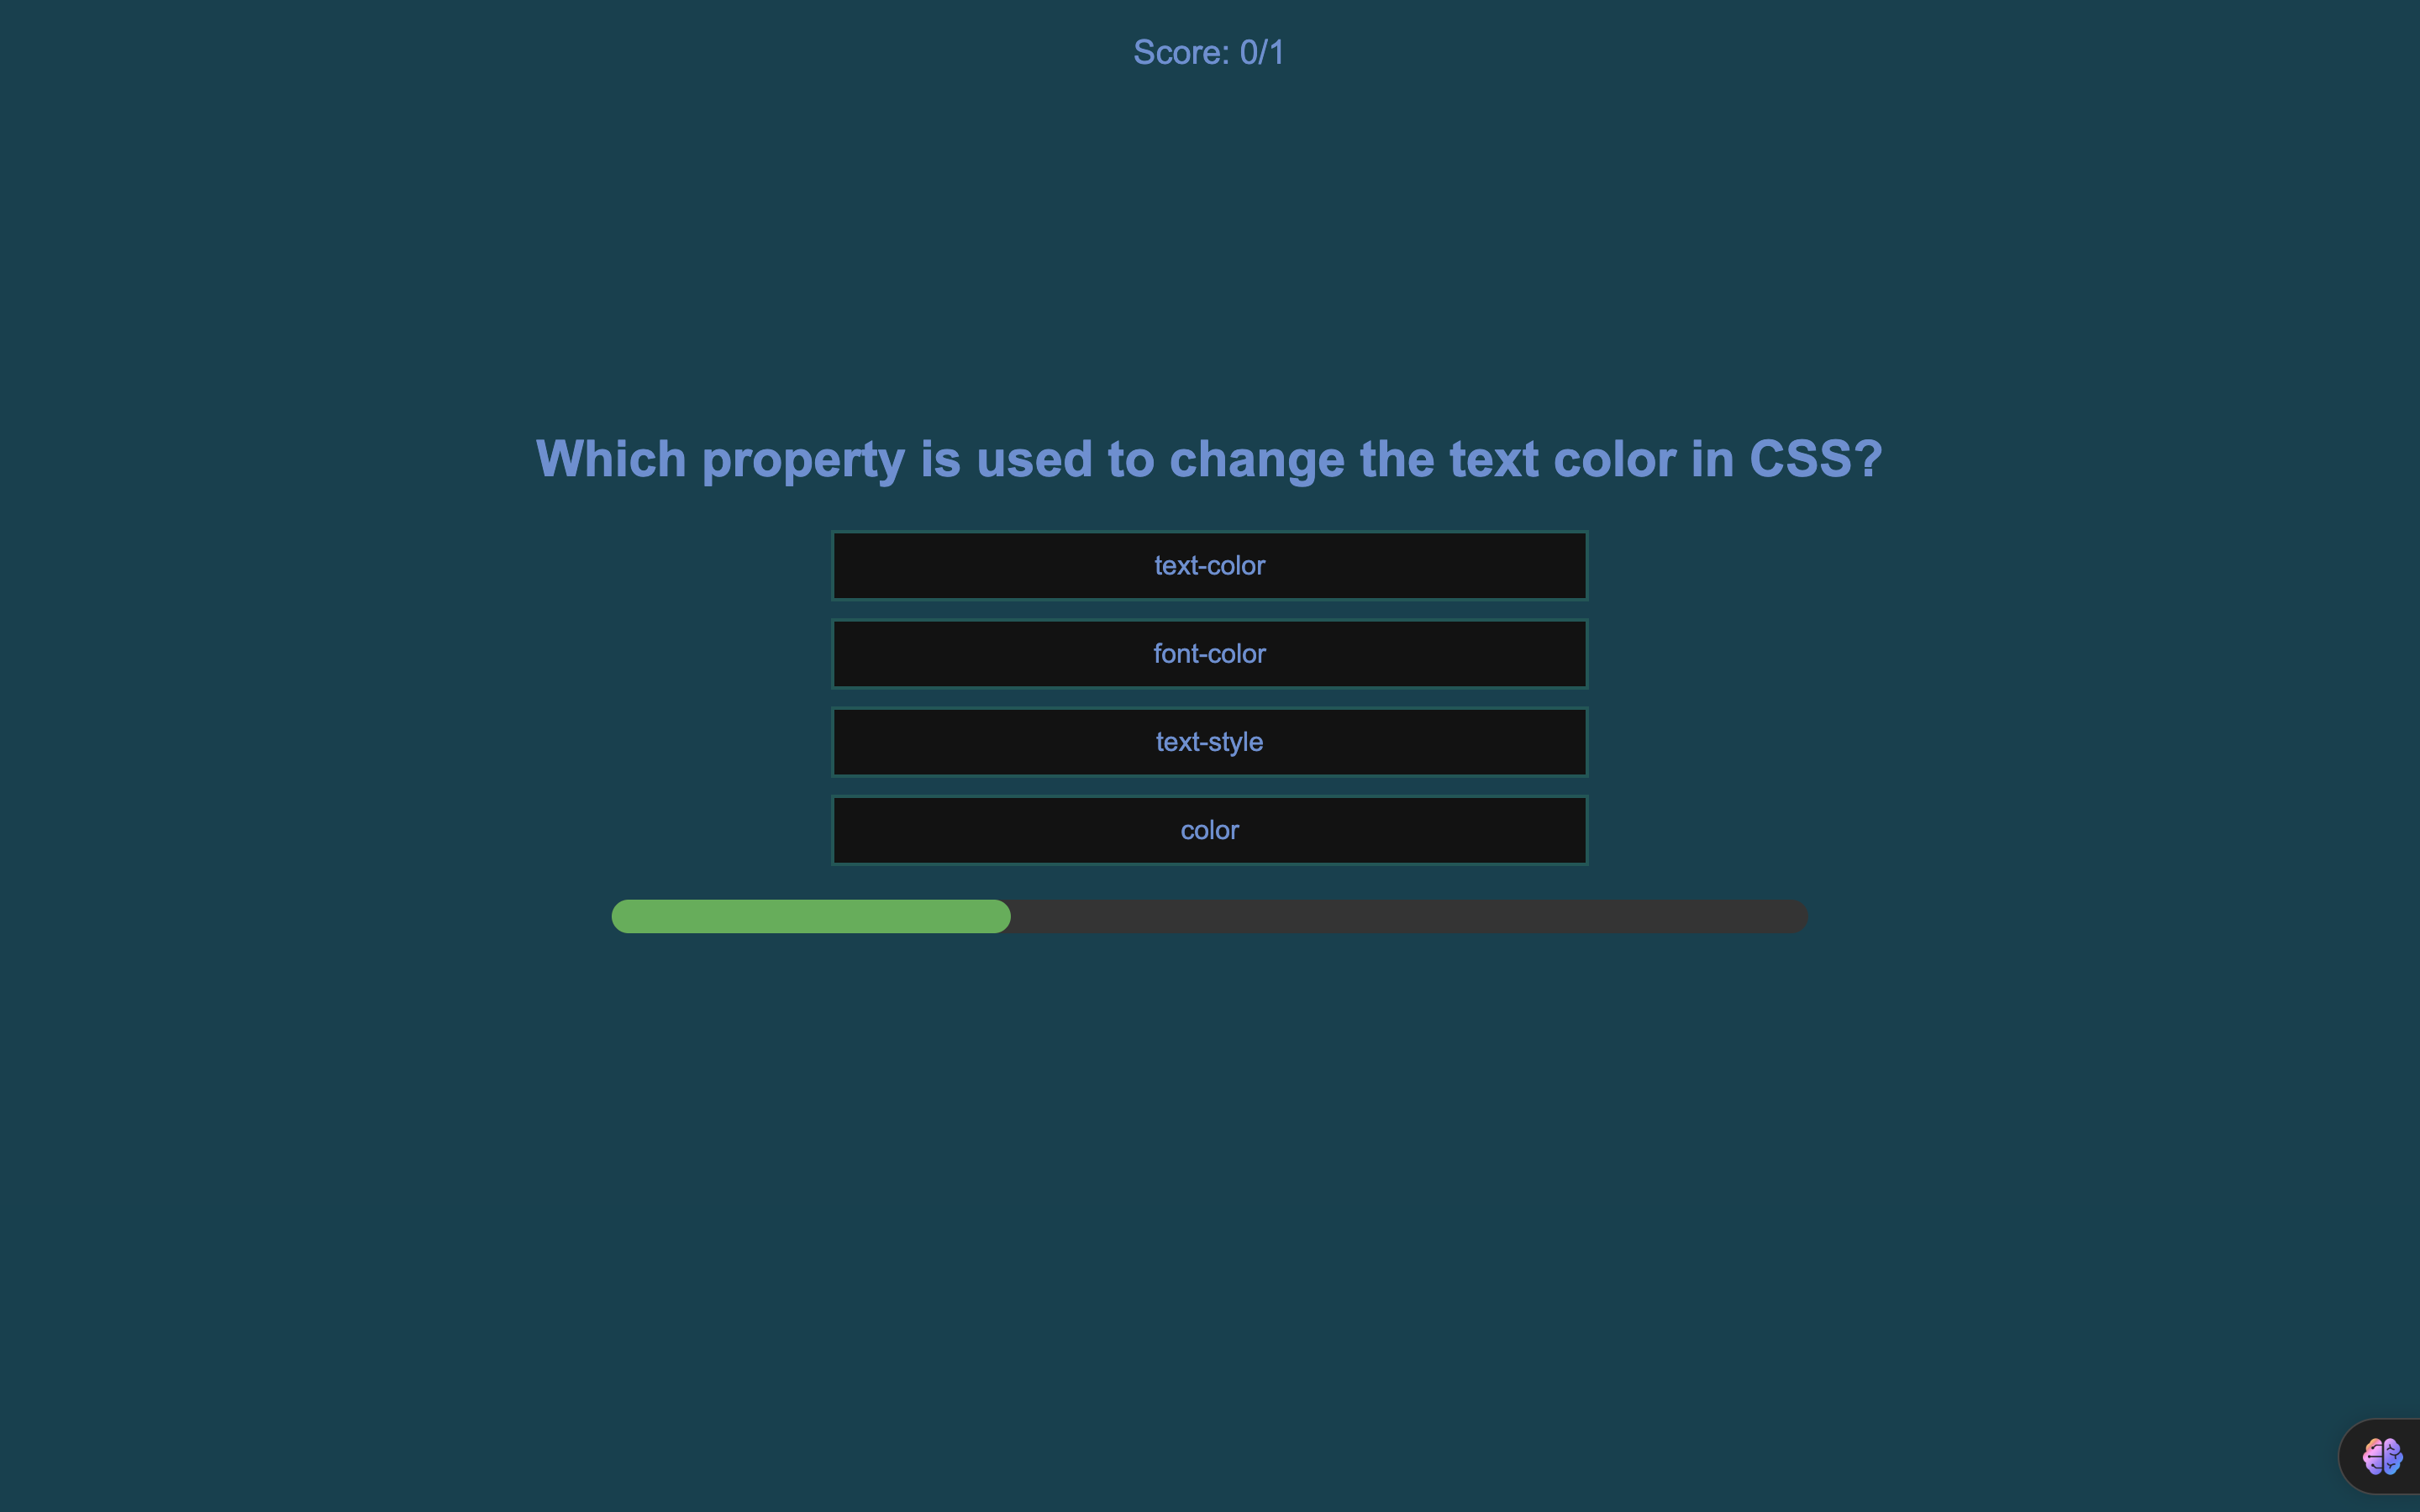 Score: 0/1
Which property is used to change the text color in CSS?
text-color
font-color
text-style
color